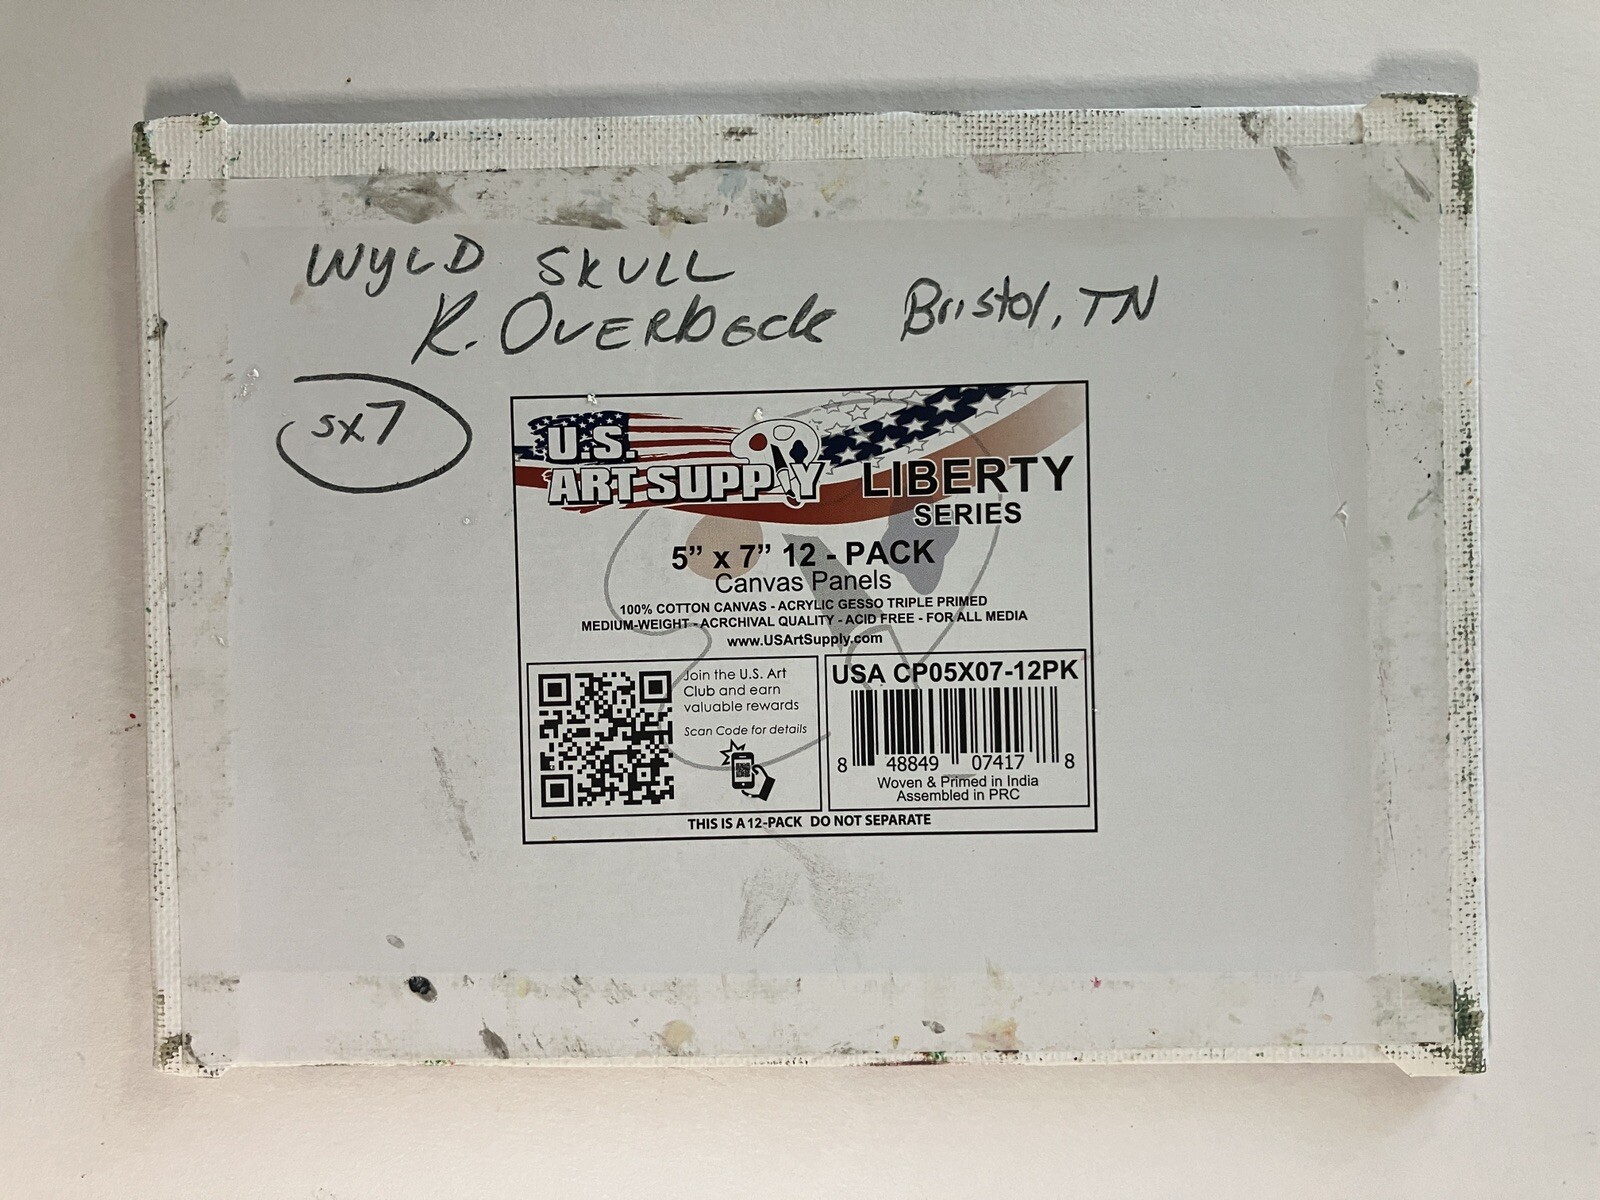 WYLD SKULL
R. OVERbeck Bristol, TN
5x7
U.S.
ART SUPPLY
LIBERTY
SERIES
5” x 7” 12 - PACK
Canvas Panels
100% COTTON CANVAS - ACRYLIC GESSO TRIPLE PRIMED
MEDIUM-WEIGHT - ACRCHIVAL QUALITY - ACID FREE - FOR ALL MEDIA
www.USArtSupply.com
Join the U.S. Art
Club and earn
valuable rewards
Scan Code for details
USA CP05X07-12PK
8 48849 07417 8
Woven & Primed in India
Assembled in PRC
THIS IS A 12-PACK DO NOT SEPARATE